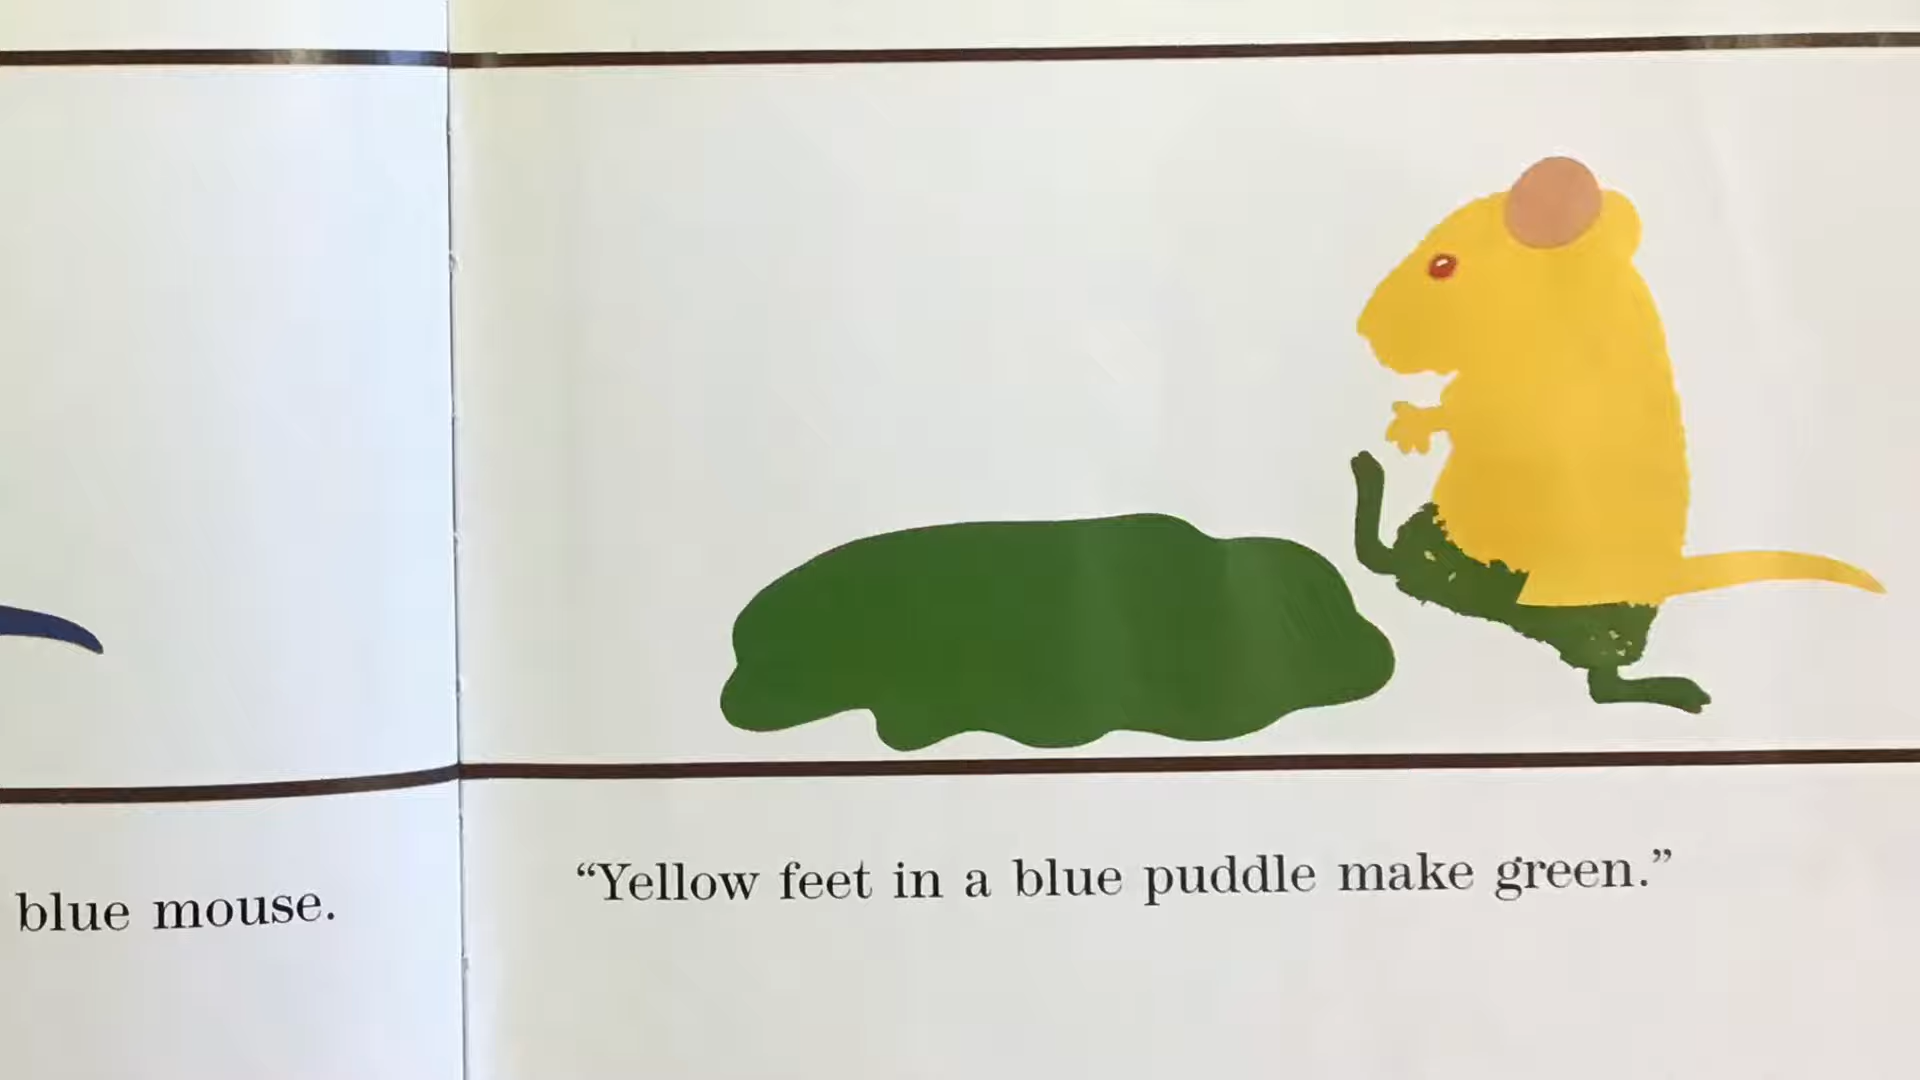 blue mouse.
“Yellow feet in a blue puddle make green.”